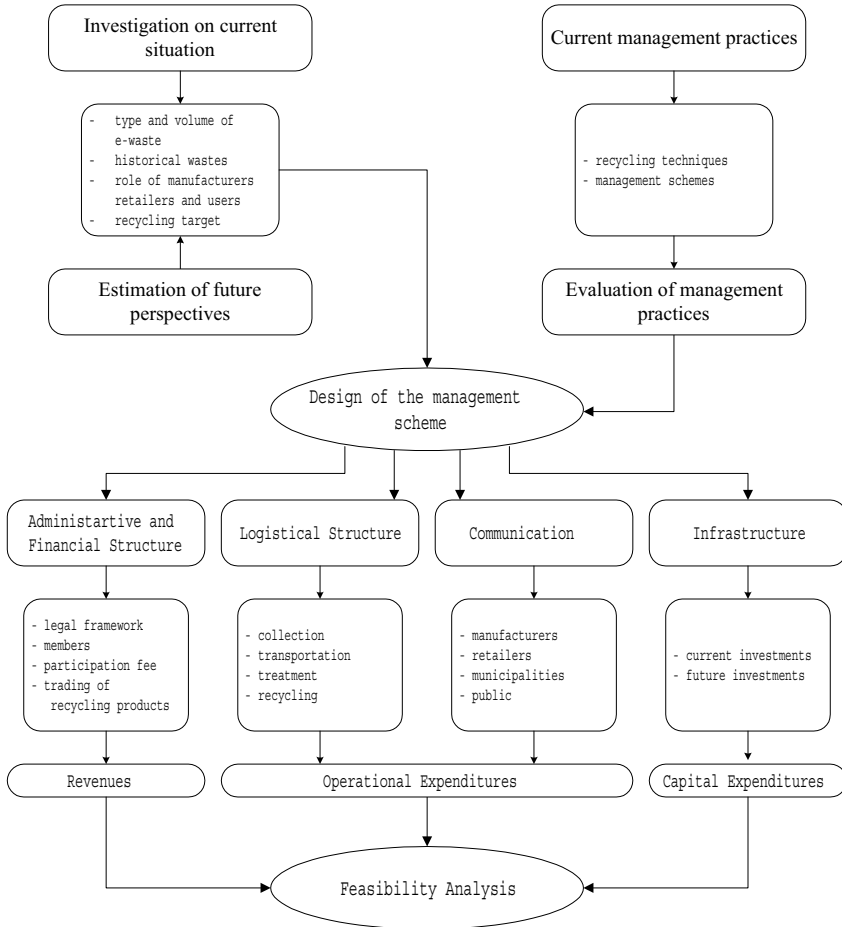 Investigation on current
situation
Current management practices
- type and volume of
e-waste
- historical wastes
- role of manufacturers
retailers and users
- recycling target
- recycling techniques
- management schemes
Estimation of future
perspectives
Evaluation of management
practices
Design of the management
scheme
Administartive and
Financial Structure
Logistical Structure
Communication
Infrastructure
- legal framework
- members
- participation fee
- trading of
recycling products
- collection
- transportation
- treatment
- recycling
- manufacturers
- retailers
- municipalities
- public
- current investments
- future investments
Revenues
Operational Expenditures
Capital Expenditures
Feasibility Analysis